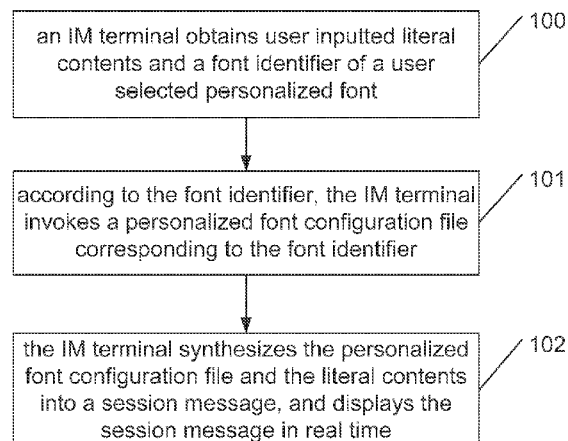 an IM terminal obtains user inputted literal
contents and a font identifier of a user
selected personalized font
100
according to the font identifier, the IM terminal
invokes a personalized font configuration file
corresponding to the font identifier
101
the IM terminal synthesizes the personalized
font configuration file and the literal contents
into a session message, and displays the
session message in real time
102